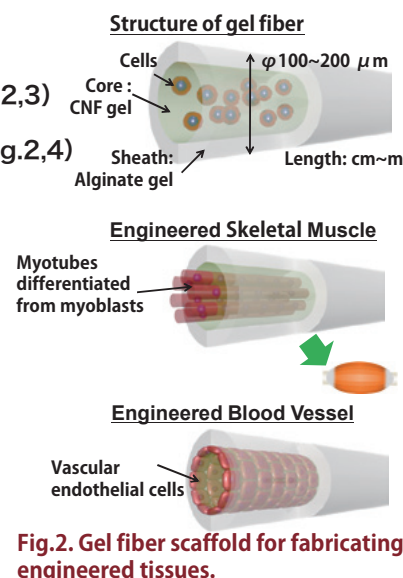 Structure of gel fiber
Cells
φ100~200 μm
2,3)
Core :
CNF gel
g.2,4)
Sheath:
Alginate gel
Length: cm~m
Engineered Skeletal Muscle
Myotubes
differentiated
from myoblasts
Engineered Blood Vessel
Vascular
endothelial cells
Fig.2. Gel fiber scaffold for fabricating
engineered tissues.